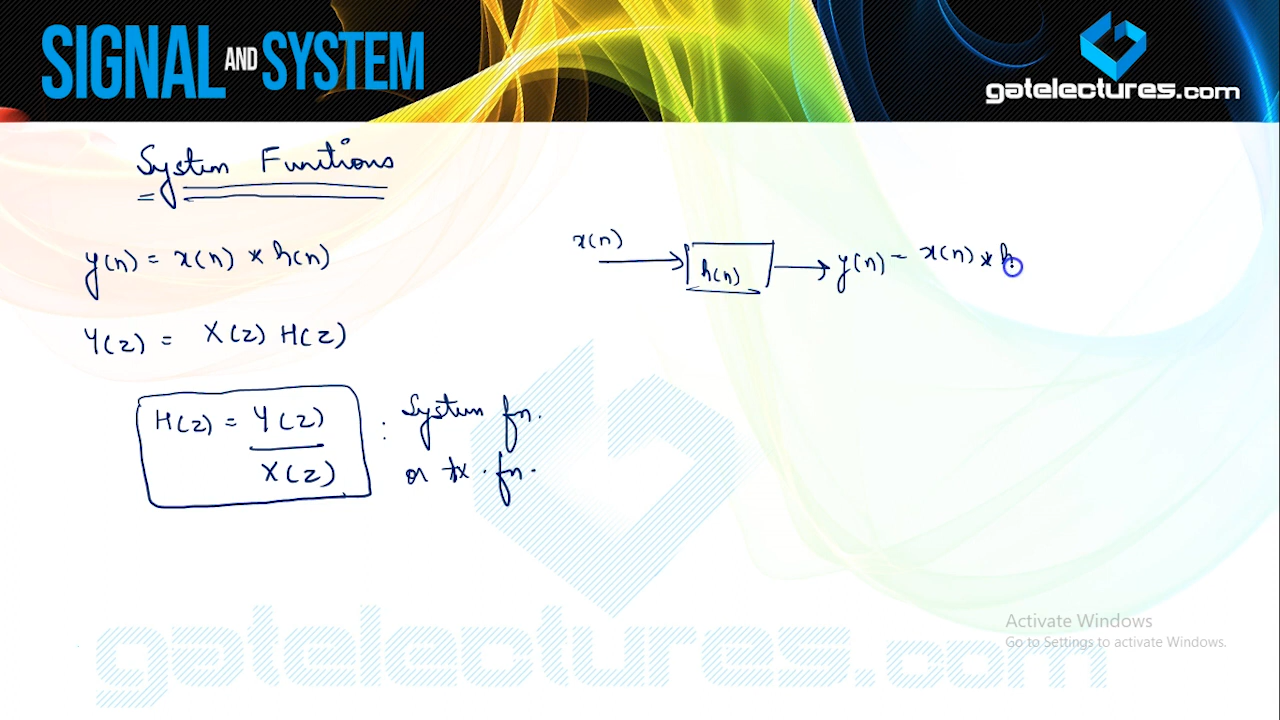 SIGNAL AND SYSTEM
gatelectures.com
System Functions
y(n) = x(n) * h(n)
x(n)
h(n)
y(n) = x(n) * h
Y(z) = X(z) H(z)
H(z) = Y(z)
X(z)
: System fn.
or tx. fn.
Activate Windows
Go to Settings to activate Windows.
gatelectures.com